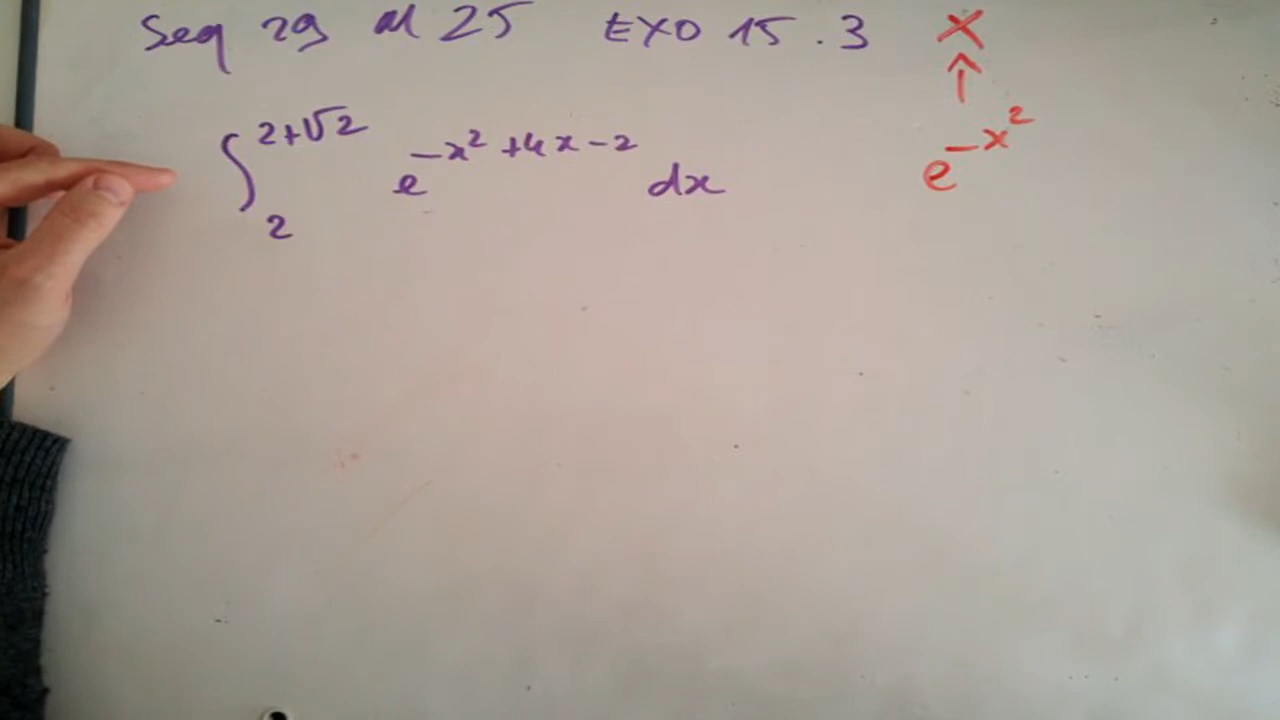 Seq 29 al 25 EXO 15.3 X
↑
∫₂^{2+√2} e^{-x²+4x-2} dx e^{-x²}